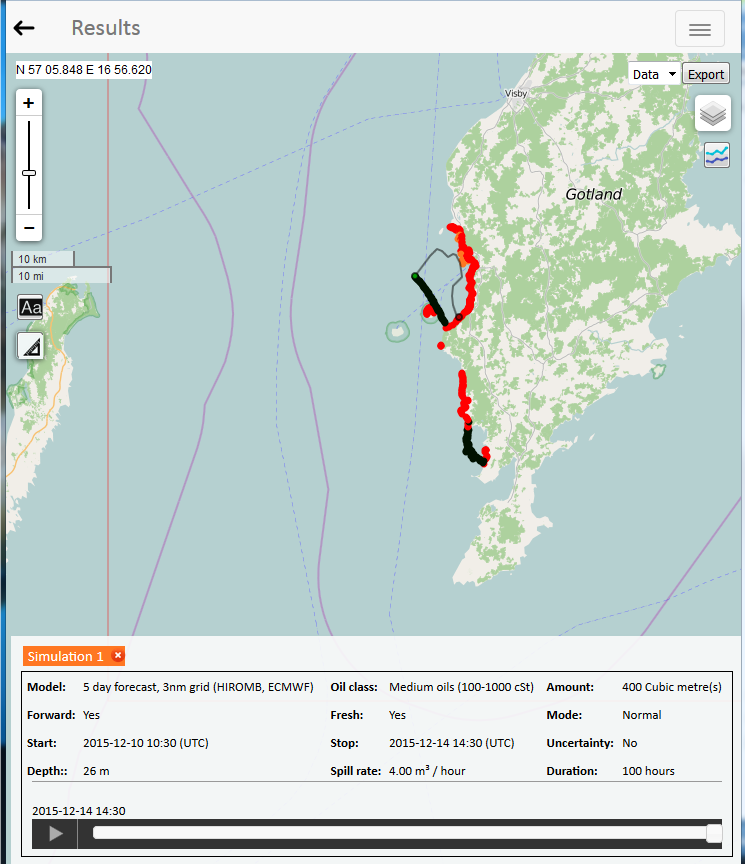 Results
N 57 05.848 E 16 56.620
Data Export
+
Visby
Gotland
−
10 km
10 mi
Aa
Simulation 1
Model: 5 day forecast, 3nm grid (HIROMB, ECMWF) Oil class: Medium oils (100-1000 cSt) Amount: 400 Cubic metre(s)
Forward: Yes Fresh: Yes Mode: Normal
Start: 2015-12-10 10:30 (UTC) Stop: 2015-12-14 14:30 (UTC) Uncertainty: No
Depth:: 26 m Spill rate: 4.00 m³ / hour Duration: 100 hours
2015-12-14 14:30